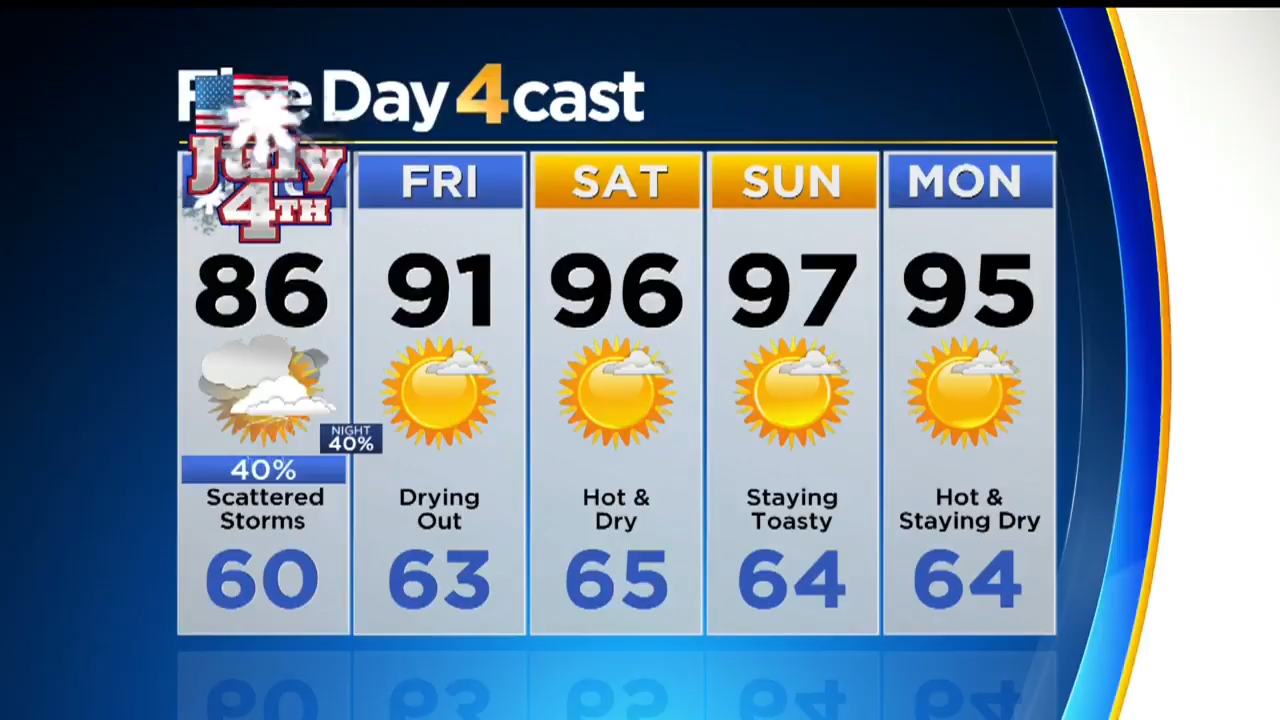 Day 4cast
July
4TH
FRI
SAT
SUN
MON
86
91
96
97
95
NIGHT
40%
40%
Scattered
Storms
Drying
Out
Hot &
Dry
Staying
Toasty
Hot &
Staying Dry
60
63
65
64
64